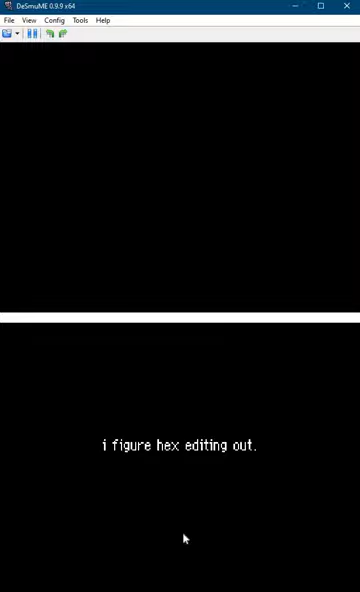 DeSmuME 0.9.9 x64
File View Config Tools Help
i figure hex editing out.